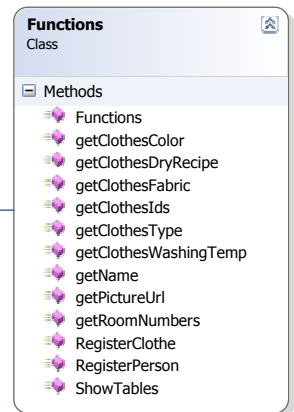 Functions
Class
Methods
Functions
getClothesColor
getClothesDryRecipe
getClothesFabric
getClothesIds
getClothesType
getClothesWashingTemp
getName
getPictureUrl
getRoomNumbers
RegisterClothe
RegisterPerson
ShowTables